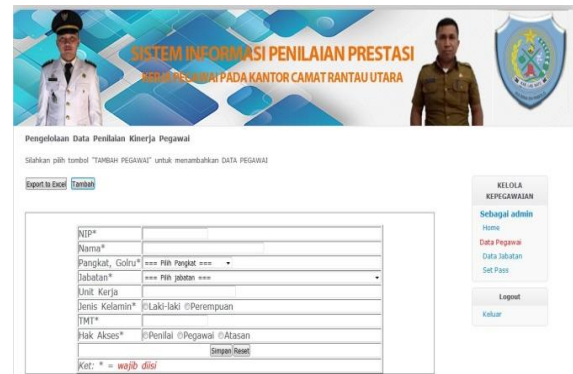 SISTEM INFORMASI PENILAIAN PRESTASI
KERJA PEGAWAI PADA KANTOR CAMAT RANTAU UTARA
Pengelolaan Data Penilaian Kinerja Pegawai
Silahkan pilih tombol "TAMBAH PEGAWAI" untuk menambahkan DATA PEGAWAI
Export to Excel Tambah
NIP*
Nama*
Pangkat, Golru* === Pilih Pangkat ===
Jabatan* === Pilih jabatan ===
Unit Kerja
Jenis Kelamin* Laki-laki Perempuan
TMT*
Hak Akses* Penilai Pegawai Atasan
Simpan Reset
Ket: * = wajib diisi
KELOLA
KEPEGAWAIAN
Sebagai admin
Home
Data Pegawai
Data Jabatan
Set Pass
Logout
Keluar